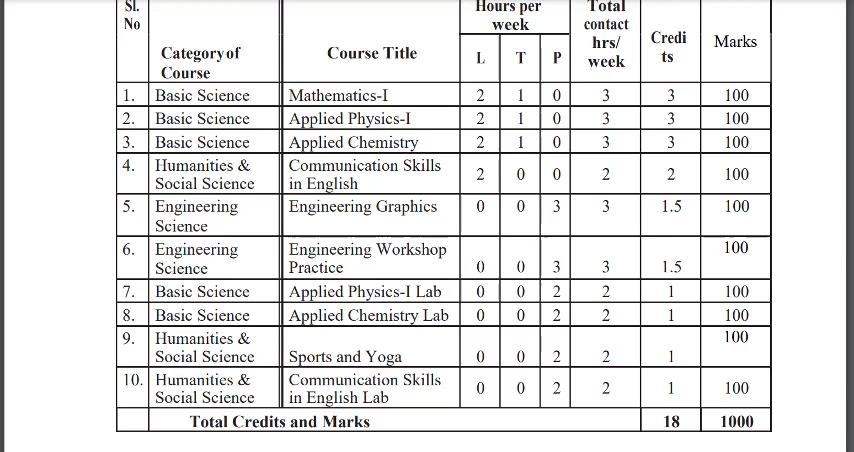 Sl. No | Category of Course | Course Title | Hours per week | Total contact hrs/ week | Credi ts | Marks
L | T | P
1. | Basic Science | Mathematics-I | 2 | 1 | 0 | 3 | 3 | 100
2. | Basic Science | Applied Physics-I | 2 | 1 | 0 | 3 | 3 | 100
3. | Basic Science | Applied Chemistry | 2 | 1 | 0 | 3 | 3 | 100
4. | Humanities & Social Science | Communication Skills in English | 2 | 0 | 0 | 2 | 2 | 100
5. | Engineering Science | Engineering Graphics | 0 | 0 | 3 | 3 | 1.5 | 100
6. | Engineering Science | Engineering Workshop Practice | 0 | 0 | 3 | 3 | 1.5 | 100
7. | Basic Science | Applied Physics-I Lab | 0 | 0 | 2 | 2 | 1 | 100
8. | Basic Science | Applied Chemistry Lab | 0 | 0 | 2 | 2 | 1 | 100
9. | Humanities & Social Science | Sports and Yoga | 0 | 0 | 2 | 2 | 1 | 100
10. | Humanities & Social Science | Communication Skills in English Lab | 0 | 0 | 2 | 2 | 1 | 100
Total Credits and Marks | 18 | 1000